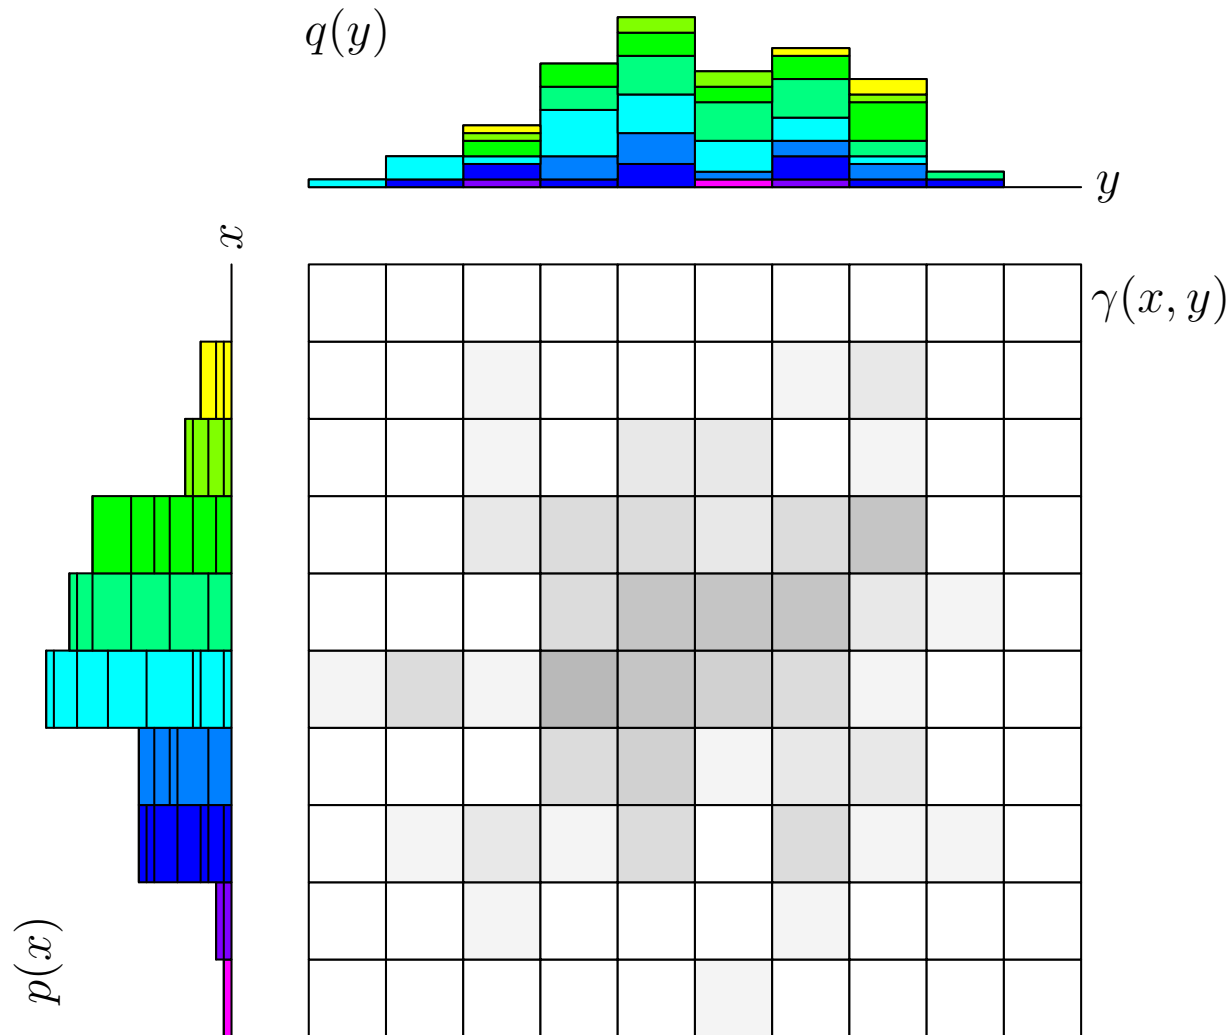 q(y)
y
x
γ(x, y)
p(x)